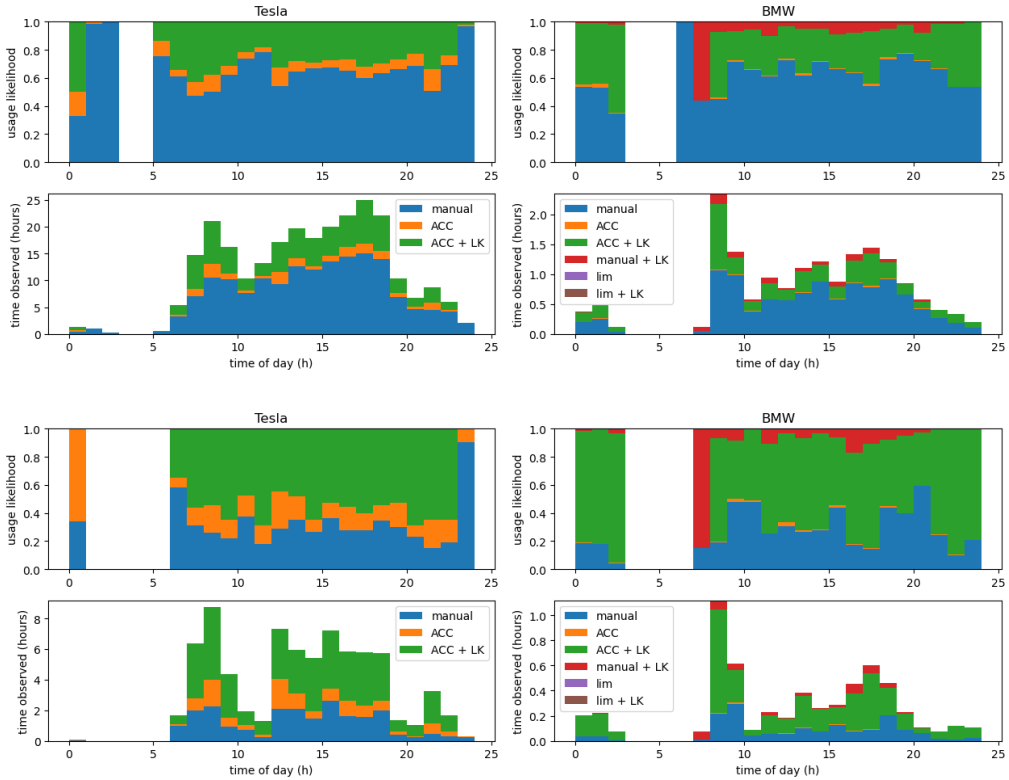 Tesla
usage likelihood
1.0
0.8
0.6
0.4
0.2
0.0
0 5 10 15 20 25
BMW
usage likelihood
1.0
0.8
0.6
0.4
0.2
0.0
0 5 10 15 20 25
time observed (hours)
25
20
15
10
5
0
manual
ACC
ACC + LK
0 5 10 15 20 25
time of day (h)
time observed (hours)
2.0
1.5
1.0
0.5
0.0
manual
ACC
ACC + LK
manual + LK
lim
lim + LK
0 5 10 15 20 25
time of day (h)
Tesla
usage likelihood
1.0
0.8
0.6
0.4
0.2
0.0
0 5 10 15 20 25
BMW
usage likelihood
1.0
0.8
0.6
0.4
0.2
0.0
0 5 10 15 20 25
time observed (hours)
8
6
4
2
0
manual
ACC
ACC + LK
0 5 10 15 20 25
time of day (h)
time observed (hours)
1.0
0.8
0.6
0.4
0.2
0.0
manual
ACC
ACC + LK
manual + LK
lim
lim + LK
0 5 10 15 20 25
time of day (h)